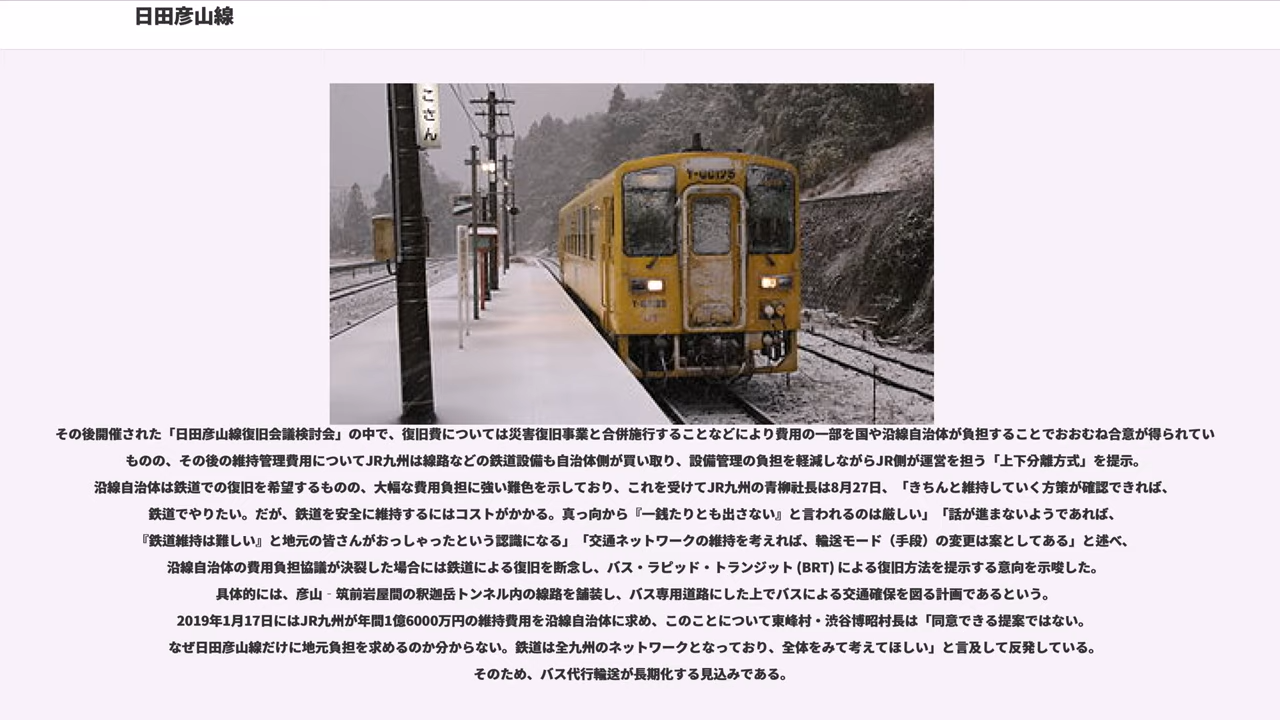 日田彦山線
こさん
Y-DC125
その後開催された「日田彦山線復旧会議検討会」の中で、復旧費については災害復旧事業と合併施行することなどにより費用の一部を国や沿線自治体が負担することでおおむね合意が得られてい
ものの、その後の維持管理費用についてJR九州は線路などの鉄道設備も自治体側が買い取り、設備管理の負担を軽減しながらJR側が運営を担う「上下分離方式」を提示。
沿線自治体は鉄道での復旧を希望するものの、大幅な費用負担に強い難色を示しており、これを受けてJR九州の青柳社長は8月27日、「きちんと維持していく方策が確認できれば、
鉄道でやりたい。だが、鉄道を安全に維持するにはコストがかかる。真っ向から『一銭たりとも出さない』と言われるのは厳しい」「話が進まないようであれば、
『鉄道維持は難しい』と地元の皆さんがおっしゃったという認識になる」「交通ネットワークの維持を考えれば、輸送モード（手段）の変更は案としてある」と述べ、
沿線自治体の費用負担協議が決裂した場合には鉄道による復旧を断念し、バス・ラピッド・トランジット (BRT) による復旧方法を提示する意向を示唆した。
具体的には、彦山‐筑前岩屋間の釈迦岳トンネル内の線路を舗装し、バス専用道路にした上でバスによる交通確保を図る計画であるという。
2019年1月17日にはJR九州が年間1億6000万円の維持費用を沿線自治体に求め、このことについて東峰村・渋谷博昭村長は「同意できる提案ではない。
なぜ日田彦山線だけに地元負担を求めるのか分からない。鉄道は全九州のネットワークとなっており、全体をみて考えてほしい」と言及して反発している。
そのため、バス代行輸送が長期化する見込みである。